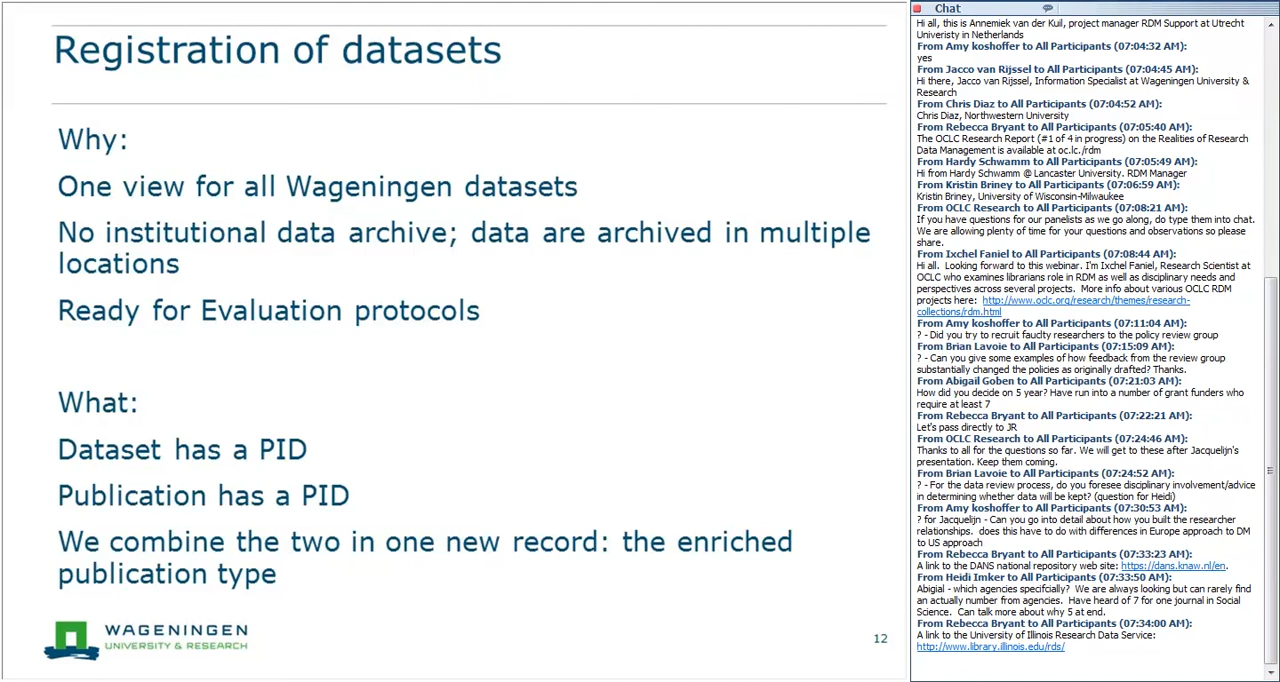 Registration of datasets
Why:
One view for all Wageningen datasets
No institutional data archive; data are archived in multiple
locations
Ready for Evaluation protocols
What:
Dataset has a PID
Publication has a PID
We combine the two in one new record: the enriched
publication type
WAGENINGEN
UNIVERSITY & RESEARCH
12
Chat
Hi all, this is Annemiek van der Kuil, project manager RDM Support at Utrecht
Univeristy in Netherlands
From Amy koshoffer to All Participants (07:04:32 AM):
yes
From Jacco van Rijssel to All Participants (07:04:45 AM):
Hi there, Jacco van Rijssel, Information Specialist at Wageningen University &
Research
From Chris Diaz to All Participants (07:04:52 AM):
Chris Diaz, Northwestern University
From Rebecca Bryant to All Participants (07:05:40 AM):
The OCLC Research Report (#1 of 4 in progress) on the Realities of Research
Data Management is available at oc.lc./rdm
From Hardy Schwamm to All Participants (07:05:49 AM):
Hi from Hardy Schwamm @ Lancaster University. RDM Manager
From Kristin Briney to All Participants (07:06:59 AM):
Kristin Briney, University of Wisconsin-Milwaukee
From OCLC Research to All Participants (07:08:21 AM):
If you have questions for our panelists as we go along, do type them into chat.
We are allowing plenty of time for your questions and observations so please
share.
From Ixchel Faniel to All Participants (07:08:44 AM):
Hi all.  Looking forward to this webinar. I'm Ixchel Faniel, Research Scientist at
OCLC who examines librarians role in RDM as well as disciplinary needs and
perspectives across several projects.  More info about various OCLC RDM
projects here:  http://www.oclc.org/research/themes/research-
collections/rdm.html
From Amy koshoffer to All Participants (07:11:04 AM):
? - Did you try to recruit fauclty researchers to the policy review group
From Brian Lavoie to All Participants (07:15:09 AM):
? - Can you give some examples of how feedback from the review group
substantially changed the policies as originally drafted? Thanks.
From Abigail Goben to All Participants (07:21:03 AM):
How did you decide on 5 year? Have run into a number of grant funders who
require at least 7
From Rebecca Bryant to All Participants (07:22:21 AM):
Let's pass directly to JR
From OCLC Research to All Participants (07:24:46 AM):
Thanks to all for the questions so far. We will get to these after Jacquelijn's
presentation. Keep them coming.
From Brian Lavoie to All Participants (07:24:52 AM):
? - For the data review process, do you foresee disciplinary involvement/advice
in determining whether data will be kept? (question for Heidi)
From Amy koshoffer to All Participants (07:30:53 AM):
? for Jacquelijn - Can you go into detail about how you built the researcher
relationships.  does this have to do with differences in Europe approach to DM
to US approach
From Rebecca Bryant to All Participants (07:33:23 AM):
A link to the DANS national repository web site: https://dans.knaw.nl/en.
From Heidi Imker to All Participants (07:33:50 AM):
Abigial - which agencies specifcially?  We are always looking but can rarely find
an actually number from agencies.  Have heard of 7 for one journal in Social
Science.  Can talk more about why 5 at end.
From Rebecca Bryant to All Participants (07:34:00 AM):
A link to the University of Illinois Research Data Service:
http://www.library.illinois.edu/rds/